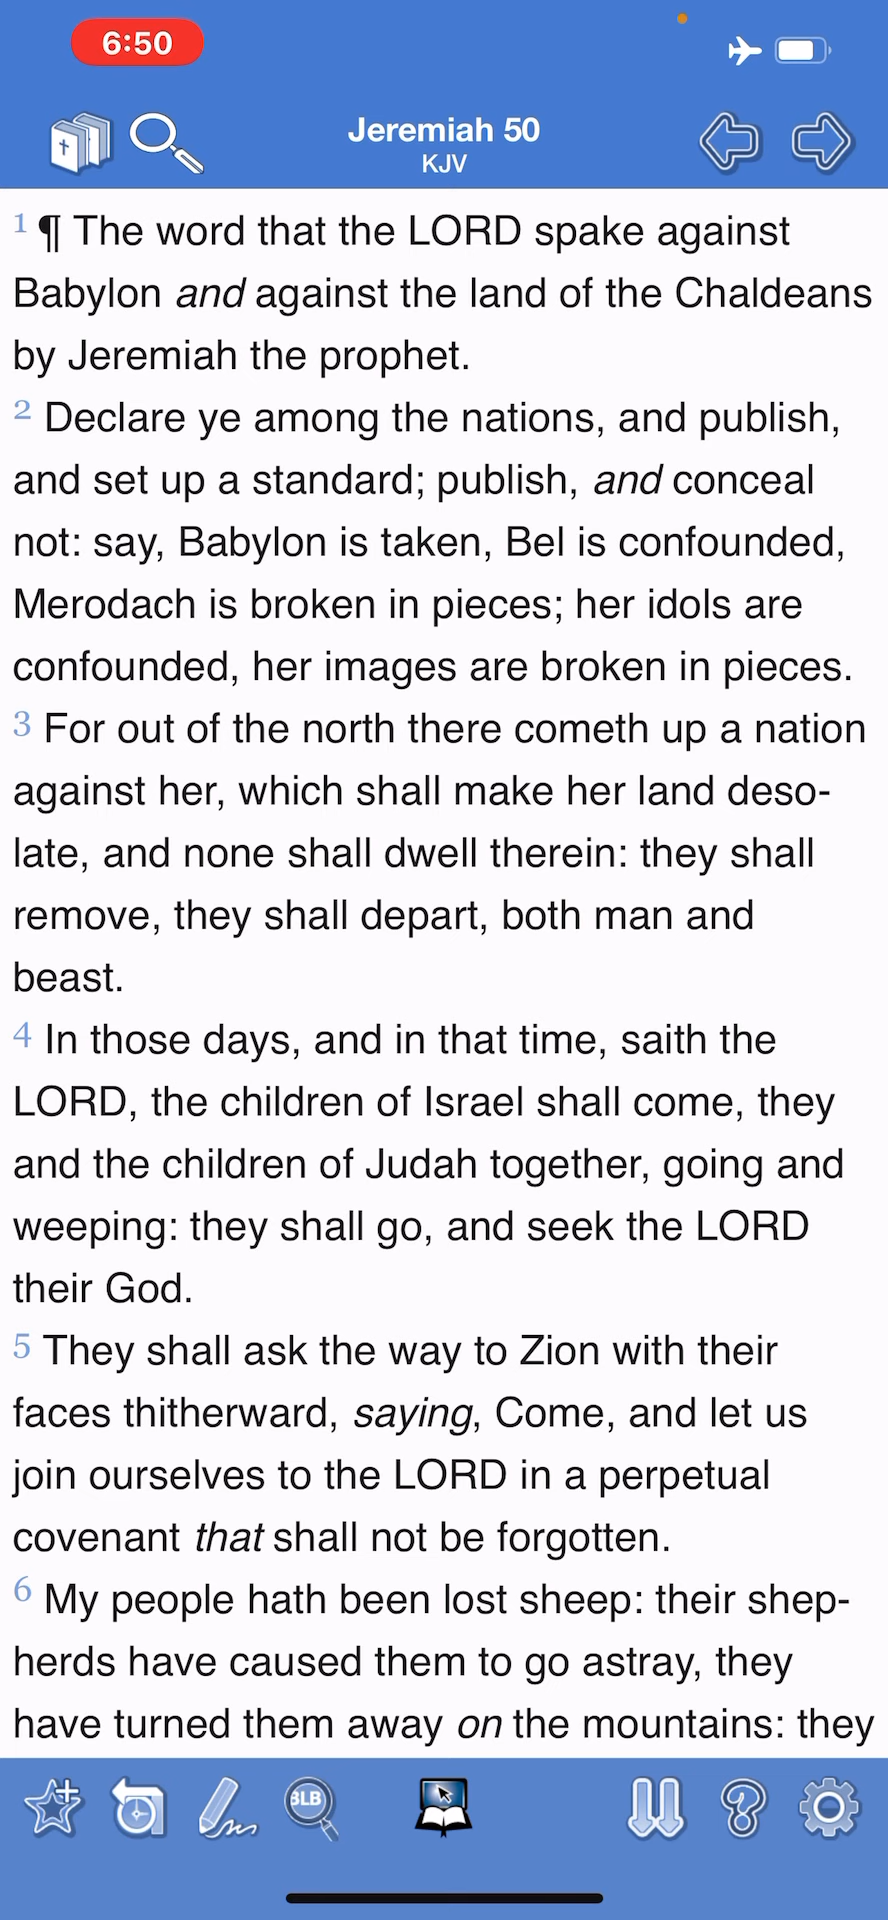 6:50
Jeremiah 50
KJV
1 ¶ The word that the LORD spake against
Babylon and against the land of the Chaldeans
by Jeremiah the prophet.
2 Declare ye among the nations, and publish,
and set up a standard; publish, and conceal
not: say, Babylon is taken, Bel is confounded,
Merodach is broken in pieces; her idols are
confounded, her images are broken in pieces.
3 For out of the north there cometh up a nation
against her, which shall make her land deso-
late, and none shall dwell therein: they shall
remove, they shall depart, both man and
beast.
4 In those days, and in that time, saith the
LORD, the children of Israel shall come, they
and the children of Judah together, going and
weeping: they shall go, and seek the LORD
their God.
5 They shall ask the way to Zion with their
faces thitherward, saying, Come, and let us
join ourselves to the LORD in a perpetual
covenant that shall not be forgotten.
6 My people hath been lost sheep: their shep-
herds have caused them to go astray, they
have turned them away on the mountains: they
BLB